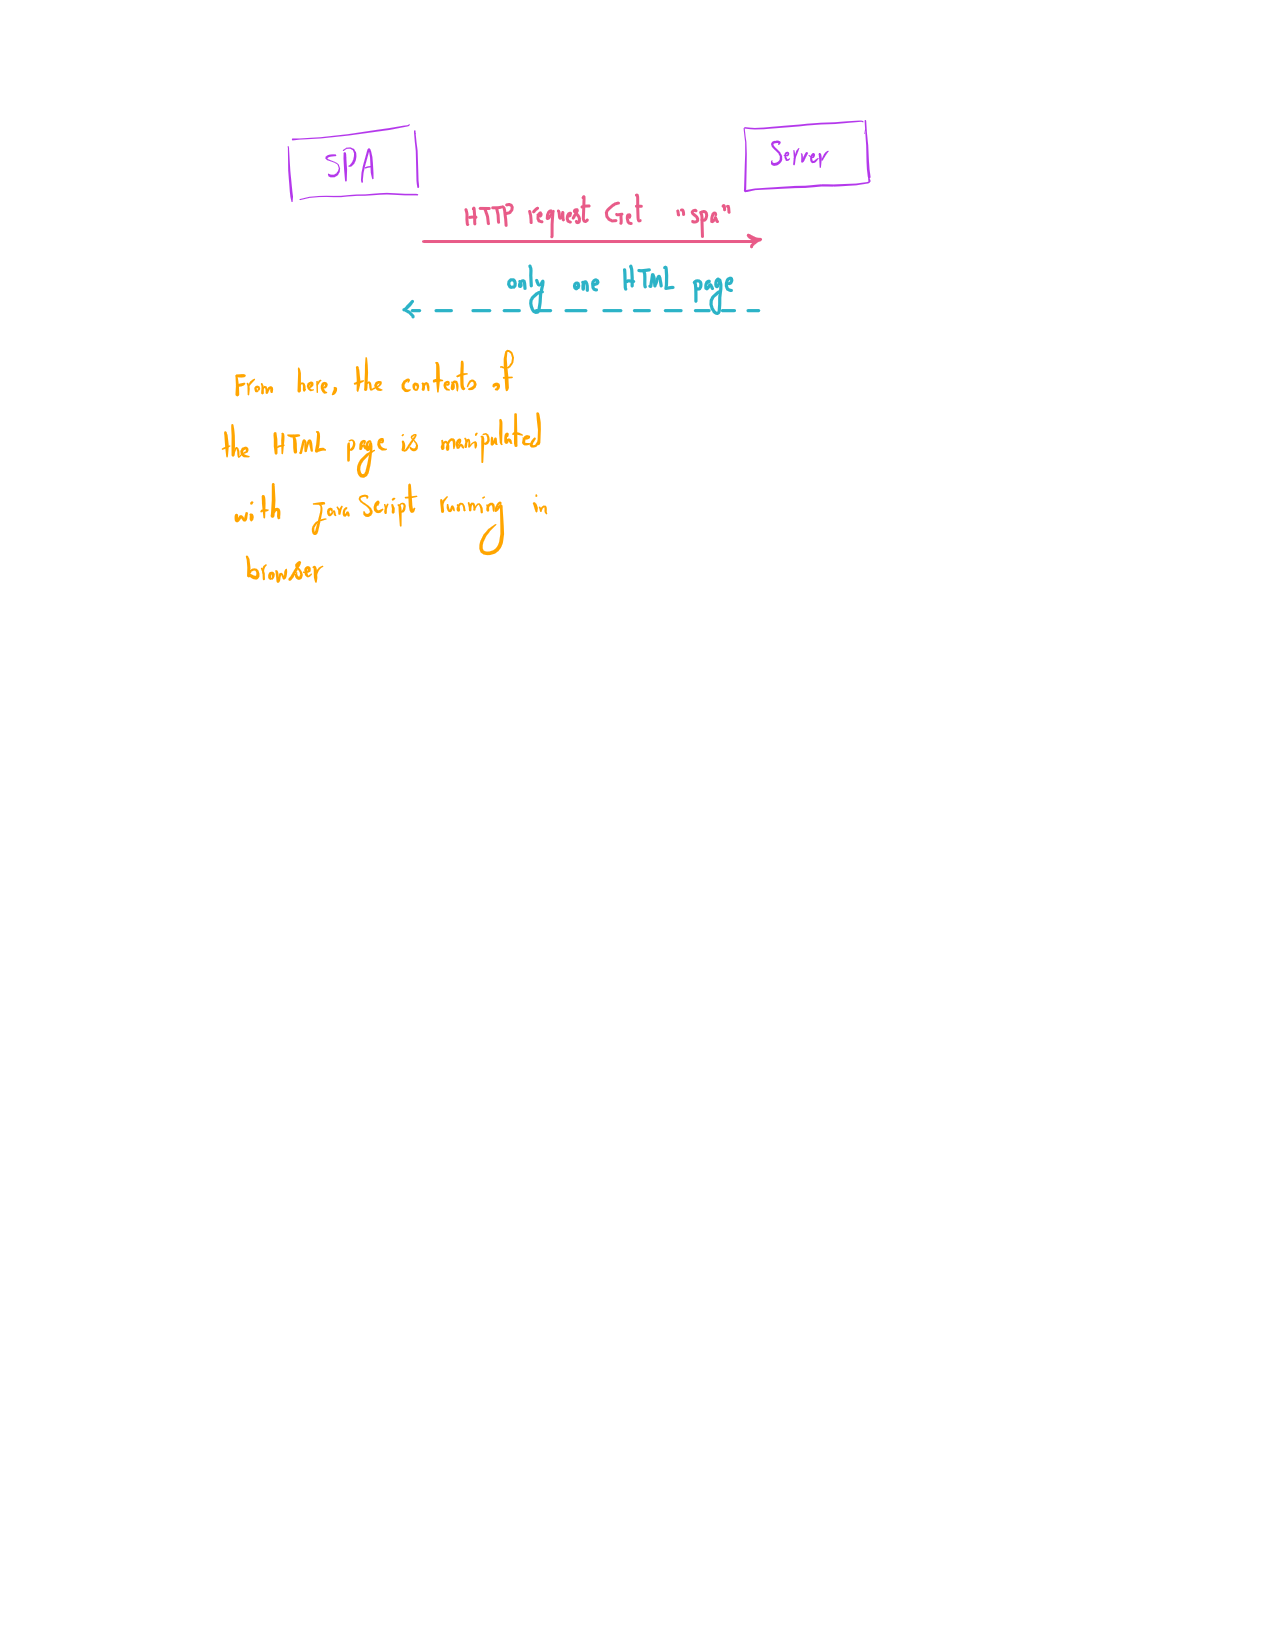 SPA
Server
HTTP request Get "spa"
only one HTML page
From here, the contents of
the HTML page is manipulated
with JavaScript running in
browser